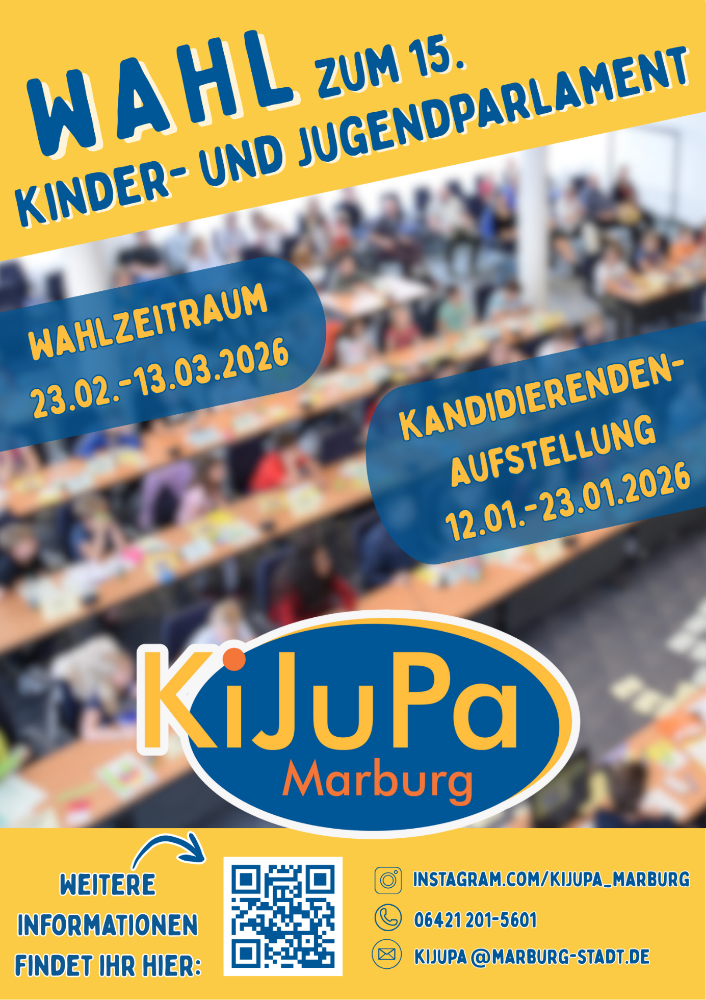 WAHL ZUM 15.
KINDER- UND JUGENDPARLAMENT
WAHLZEITRAUM
23.02.-13.03.2026
KANDIDIERENDEN-
AUFSTELLUNG
12.01.-23.01.2026
KiJuPa
Marburg
WEITERE
INFORMATIONEN
FINDET IHR HIER:
INSTAGRAM.COM/KIJUPA_MARBURG
06421 201-5601
KIJUPA @MARBURG-STADT.DE